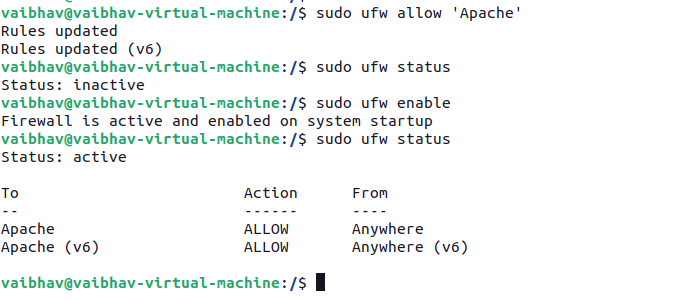 vaibhav@vaibhav-virtual-machine:/$ sudo ufw allow 'Apache'
Rules updated
Rules updated (v6)
vaibhav@vaibhav-virtual-machine:/$ sudo ufw status
Status: inactive
vaibhav@vaibhav-virtual-machine:/$ sudo ufw enable
Firewall is active and enabled on system startup
vaibhav@vaibhav-virtual-machine:/$ sudo ufw status
Status: active
To                         Action      From
--                         ------      ----
Apache                     ALLOW       Anywhere
Apache (v6)                ALLOW       Anywhere (v6)
vaibhav@vaibhav-virtual-machine:/$